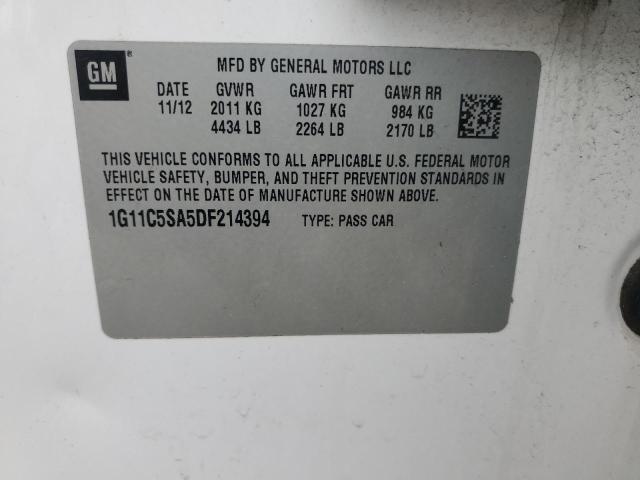 GM®
MFD BY GENERAL MOTORS LLC
DATE GVWR GAWR FRT GAWR RR
11/12 2011 KG 1027 KG 984 KG
4434 LB 2264 LB 2170 LB
THIS VEHICLE CONFORMS TO ALL APPLICABLE U.S. FEDERAL MOTOR
VEHICLE SAFETY, BUMPER, AND THEFT PREVENTION STANDARDS IN
EFFECT ON THE DATE OF MANUFACTURE SHOWN ABOVE.
1G11C5SA5DF214394 TYPE: PASS CAR